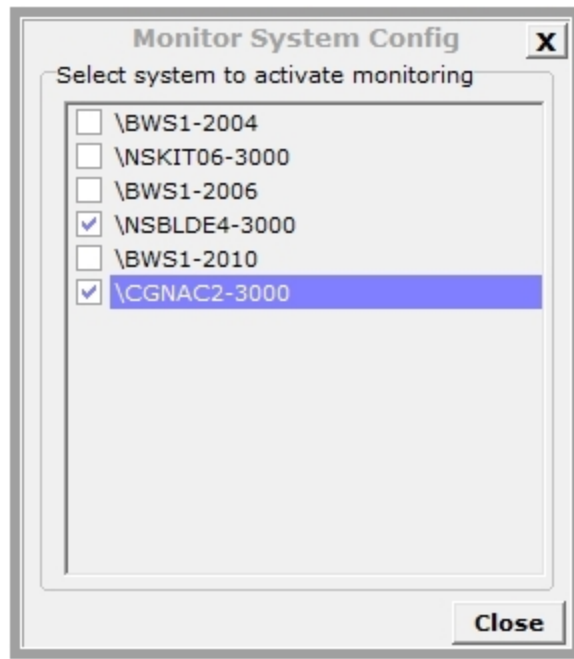 Monitor System Config
X
Select system to activate monitoring
\BWS1-2004
\NSKIT06-3000
\BWS1-2006
\NSBLDE4-3000
\BWS1-2010
\CGNAC2-3000
Close